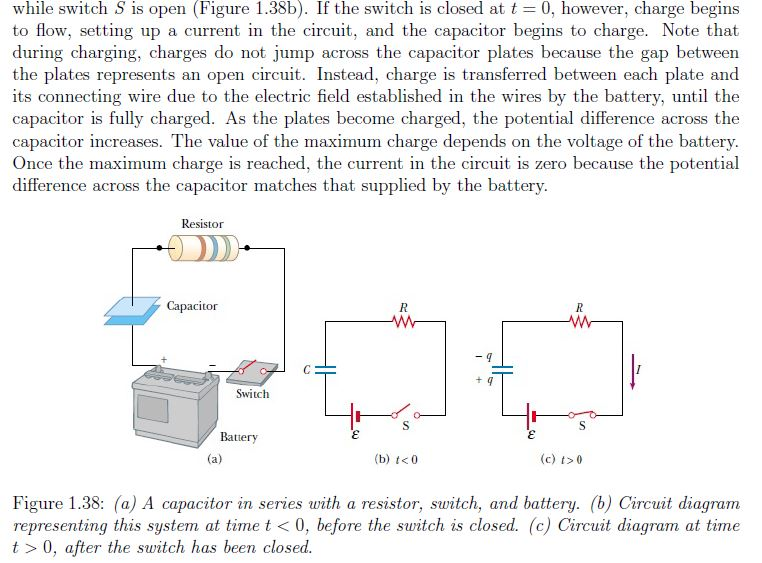 while switch S is open (Figure 1.38b). If the switch is closed at t = 0, however, charge begins
to flow, setting up a current in the circuit, and the capacitor begins to charge. Note that
during charging, charges do not jump across the capacitor plates because the gap between
the plates represents an open circuit. Instead, charge is transferred between each plate and
its connecting wire due to the electric field established in the wires by the battery, until the
capacitor is fully charged. As the plates become charged, the potential difference across the
capacitor increases. The value of the maximum charge depends on the voltage of the battery.
Once the maximum charge is reached, the current in the circuit is zero because the potential
difference across the capacitor matches that supplied by the battery.
Resistor
Capacitor
+
−
Switch
Battery
(a)
R
C
S
ε
(b) t < 0
R
− q
+ q
I
S
ε
(c) t > 0
Figure 1.38: (a) A capacitor in series with a resistor, switch, and battery. (b) Circuit diagram
representing this system at time t < 0, before the switch is closed. (c) Circuit diagram at time
t > 0, after the switch has been closed.